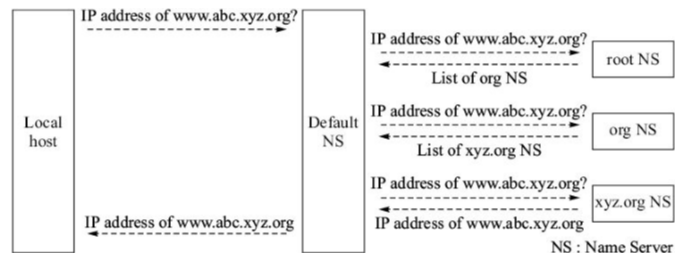 IP address of www.abc.xyz.org?
IP address of www.abc.xyz.org?
root NS
List of org NS
Local
host
Default
NS
IP address of www.abc.xyz.org?
org NS
List of xyz.org NS
IP address of www.abc.xyz.org?
xyz.org NS
IP address of www.abc.xyz.org
IP address of www.abc.xyz.org
NS : Name Server